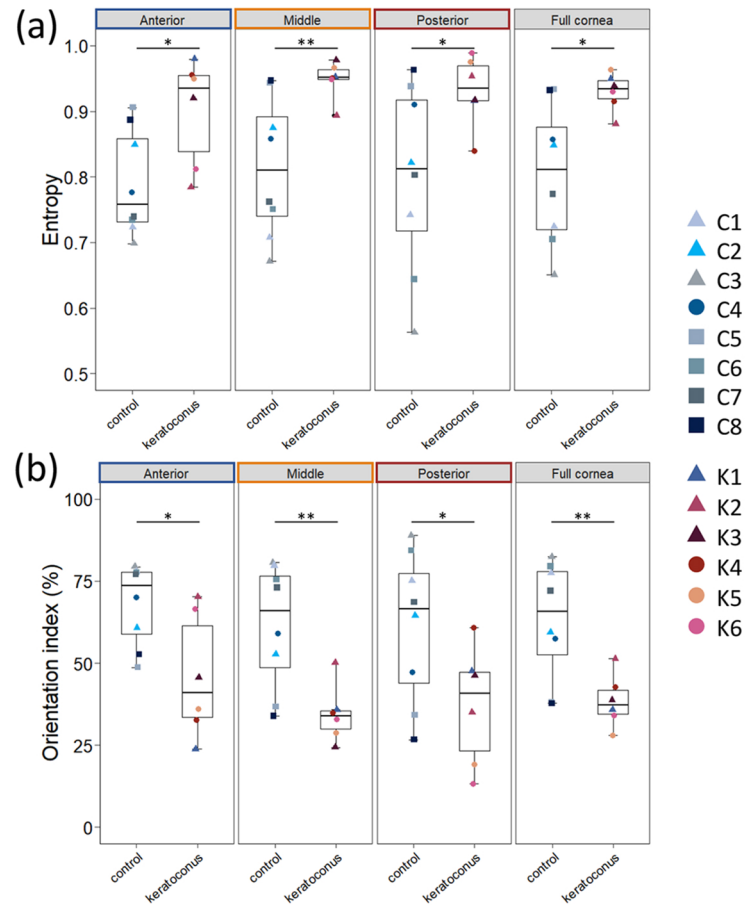 (a)
Anterior
Middle
Posterior
Full cornea
Entropy
1.0
0.9
0.8
0.7
0.6
0.5
*
**
*
*
control
keratoconus
control
keratoconus
control
keratoconus
control
keratoconus
C1
C2
C3
C4
C5
C6
C7
C8
K1
K2
K3
K4
K5
K6
(b)
Anterior
Middle
Posterior
Full cornea
Orientation index (%)
100
75
50
25
0
*
**
*
**
control
keratoconus
control
keratoconus
control
keratoconus
control
keratoconus